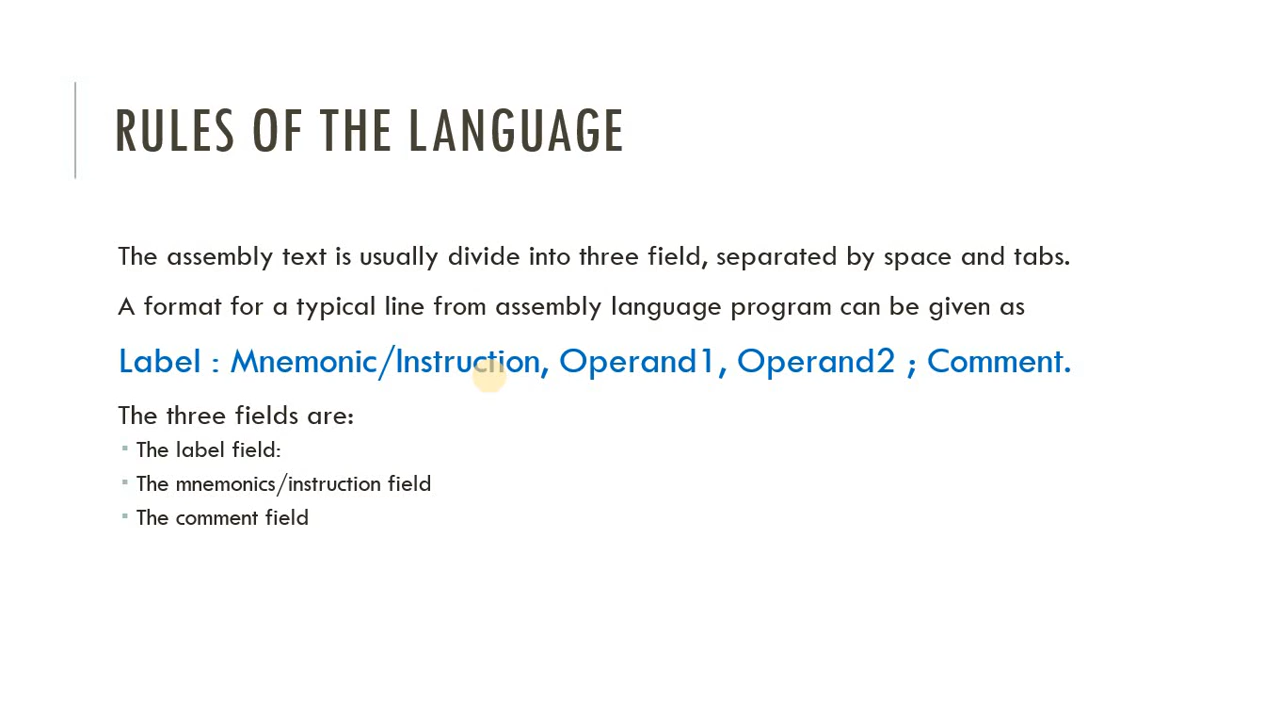 RULES OF THE LANGUAGE
The assembly text is usually divide into three field, separated by space and tabs.
A format for a typical line from assembly language program can be given as
Label : Mnemonic/Instruction, Operand1, Operand2 ; Comment.
The three fields are:
▪ The label field:
▪ The mnemonics/instruction field
▪ The comment field